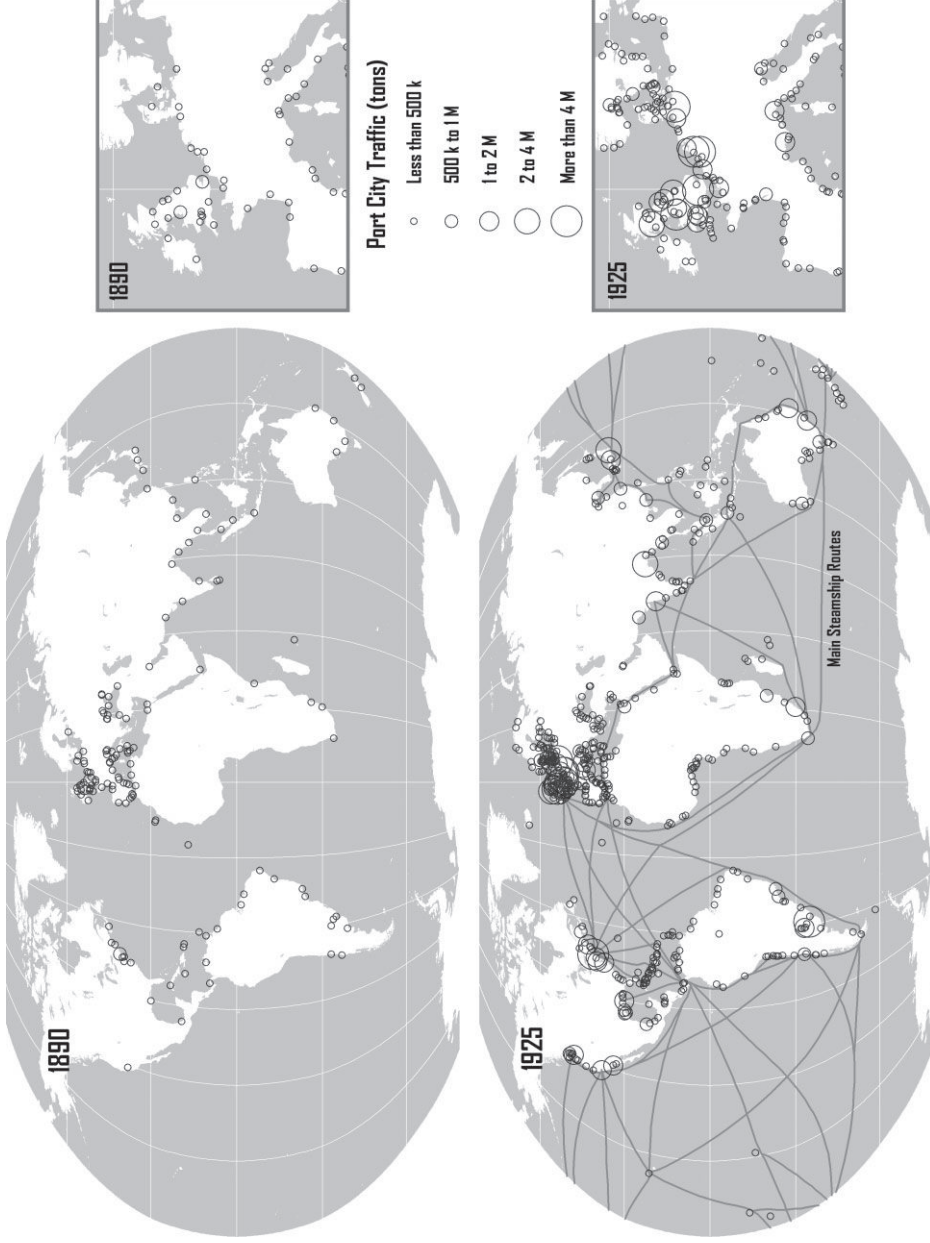 1890
1890
Port City Traffic (tons)
Less than 500 k
500 k to 1 M
1 to 2 M
2 to 4 M
More than 4 M
1925
Main Steamship Routes
1925